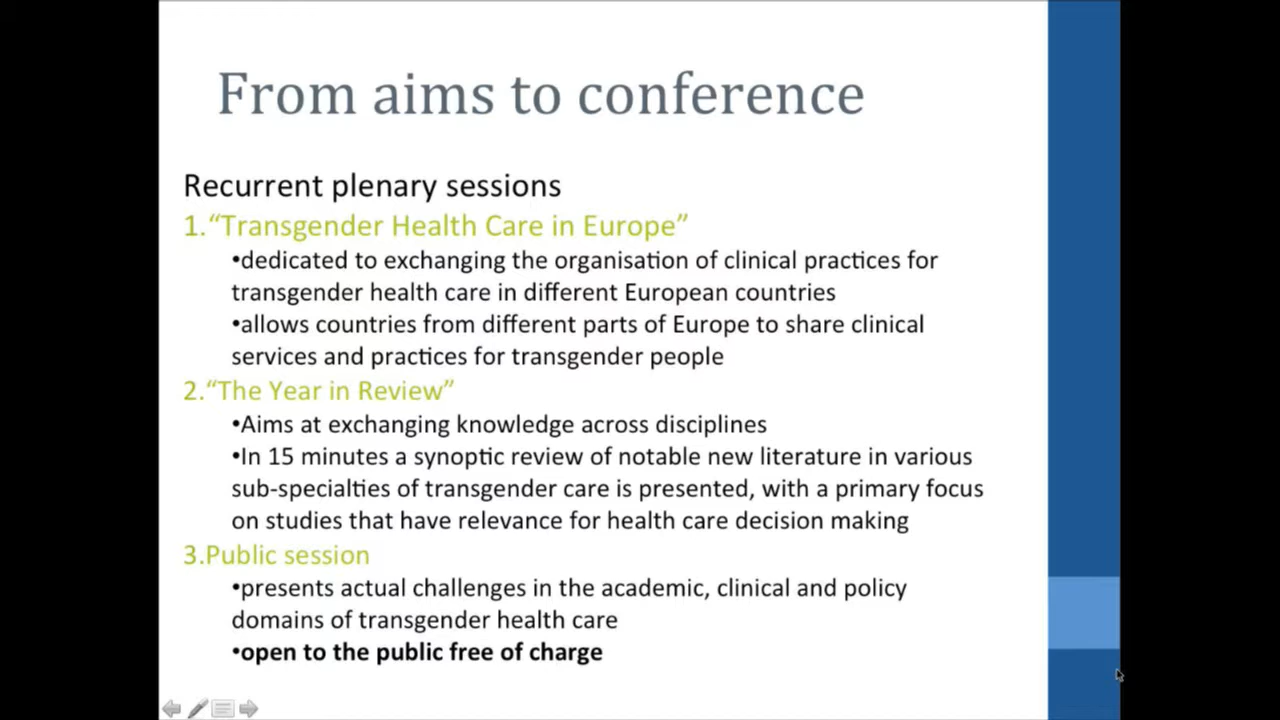 From aims to conference
Recurrent plenary sessions
1.“Transgender Health Care in Europe”
•dedicated to exchanging the organisation of clinical practices for
transgender health care in different European countries
•allows countries from different parts of Europe to share clinical
services and practices for transgender people
2.“The Year in Review”
•Aims at exchanging knowledge across disciplines
•In 15 minutes a synoptic review of notable new literature in various
sub-specialties of transgender care is presented, with a primary focus
on studies that have relevance for health care decision making
3.Public session
•presents actual challenges in the academic, clinical and policy
domains of transgender health care
•open to the public free of charge